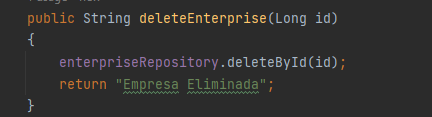 public String deleteEnterprise(Long id)
{
enterpriseRepository.deleteById(id);
return "Empresa Eliminada";
}